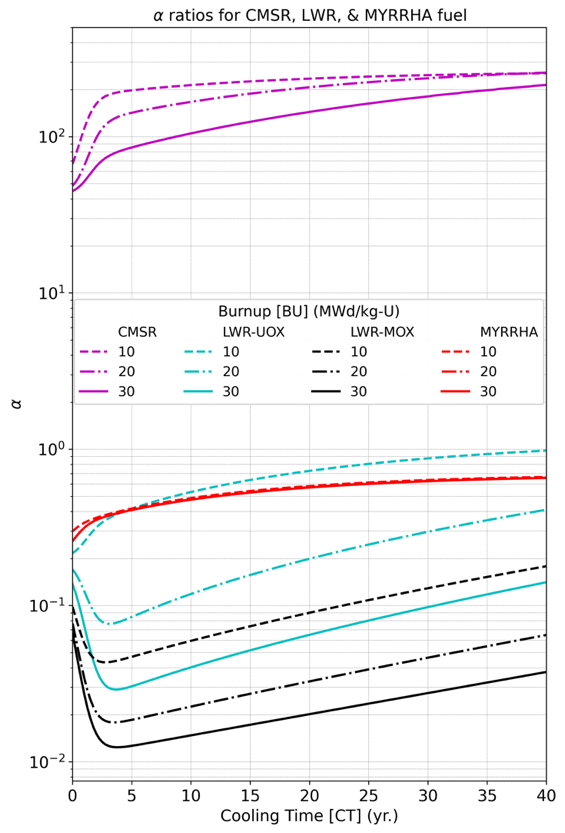 α ratios for CMSR, LWR, & MYRRHA fuel
10²
10¹
Burnup [BU] (MWd/kg-U)
CMSR LWR-UOX LWR-MOX MYRRHA
10 10 10 10
20 20 20 20
30 30 30 30
α
10⁰
10⁻¹
10⁻²
0 5 10 15 20 25 30 35 40
Cooling Time [CT] (yr.)